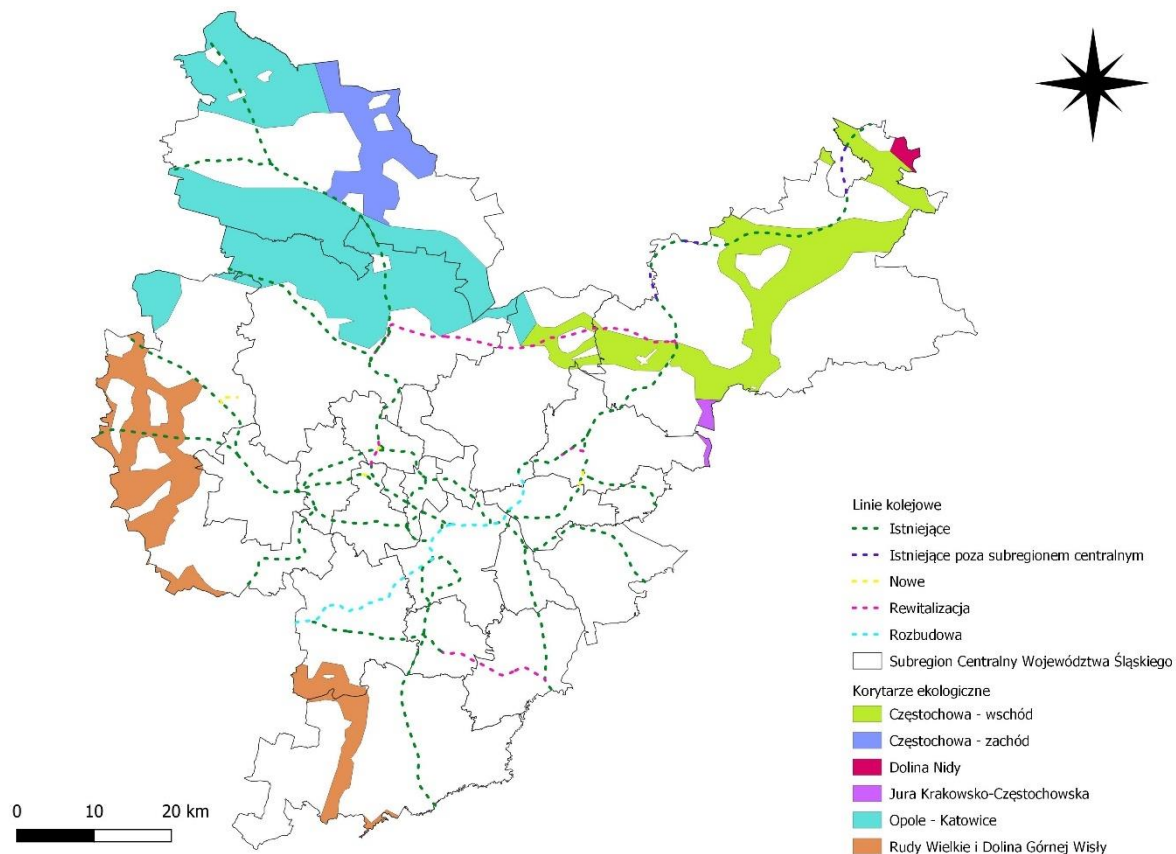 Linie kolejowe
Istniejące
Istniejące poza subregionem centralnym
Nowe
Rewitalizacja
Rozbudowa
Subregion Centralny Województwa Śląskiego
Korytarze ekologiczne
Częstochowa - wschód
Częstochowa - zachód
Dolina Nidy
Jura Krakowsko-Częstochowska
Opole - Katowice
Rudy Wielkie i Dolina Górnej Wisły
0 10 20 km